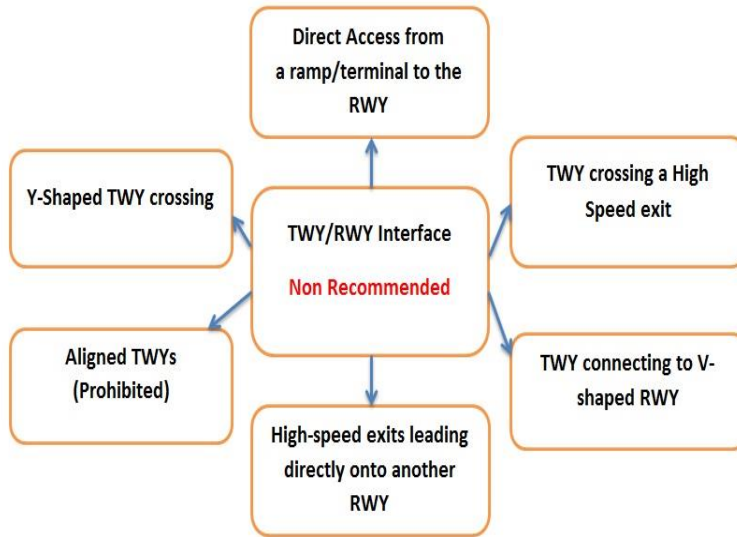 Direct Access from
a ramp/terminal to the
RWY
Y-Shaped TWY crossing
TWY crossing a High
Speed exit
TWY/RWY Interface
Non Recommended
Aligned TWYs
(Prohibited)
TWY connecting to V-
shaped RWY
High-speed exits leading
directly onto another
RWY